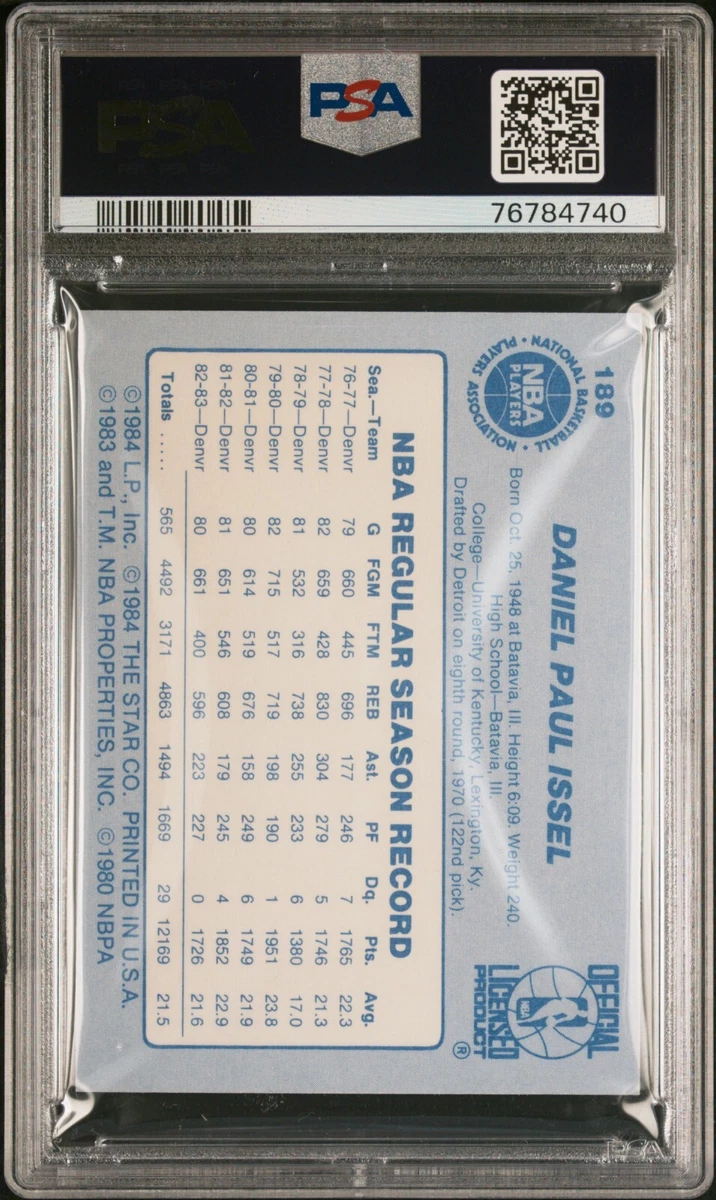 PSA
PSA
76784740
189
NATIONAL BASKETBALL PLAYERS ASSOCIATION
NBA
PLAYERS
DANIEL PAUL ISSEL
Born Oct. 25, 1948 at Batavia, Ill. Height 6:09. Weight 240.
High School—Batavia, Ill.
College—University of Kentucky, Lexington, Ky.
Drafted by Detroit on eighth round, 1970 (122nd pick).
OFFICIAL
NBA
LICENSED
PRODUCT
®
NBA REGULAR SEASON RECORD
Sea.—Team G FGM FTM REB Ast. PF Dq. Pts. Avg.
76-77—Denvr 79 660 445 696 177 246 7 1765 22.3
77-78—Denvr 82 659 428 830 304 279 5 1746 21.3
78-79—Denvr 81 532 316 738 255 233 6 1380 17.0
79-80—Denvr 82 715 517 719 198 190 1 1951 23.8
80-81—Denvr 80 614 519 676 158 249 6 1749 21.9
81-82—Denvr 81 651 546 608 179 245 4 1852 22.9
82-83—Denvr 80 661 400 596 223 227 0 1726 21.6
Totals ..... 565 4492 3171 4863 1494 1669 29 12169 21.5
©1984 L.P., Inc. ©1984 THE STAR CO. PRINTED IN U.S.A.
©1983 and T.M. NBA PROPERTIES, INC. ©1980 NBPA
PSA